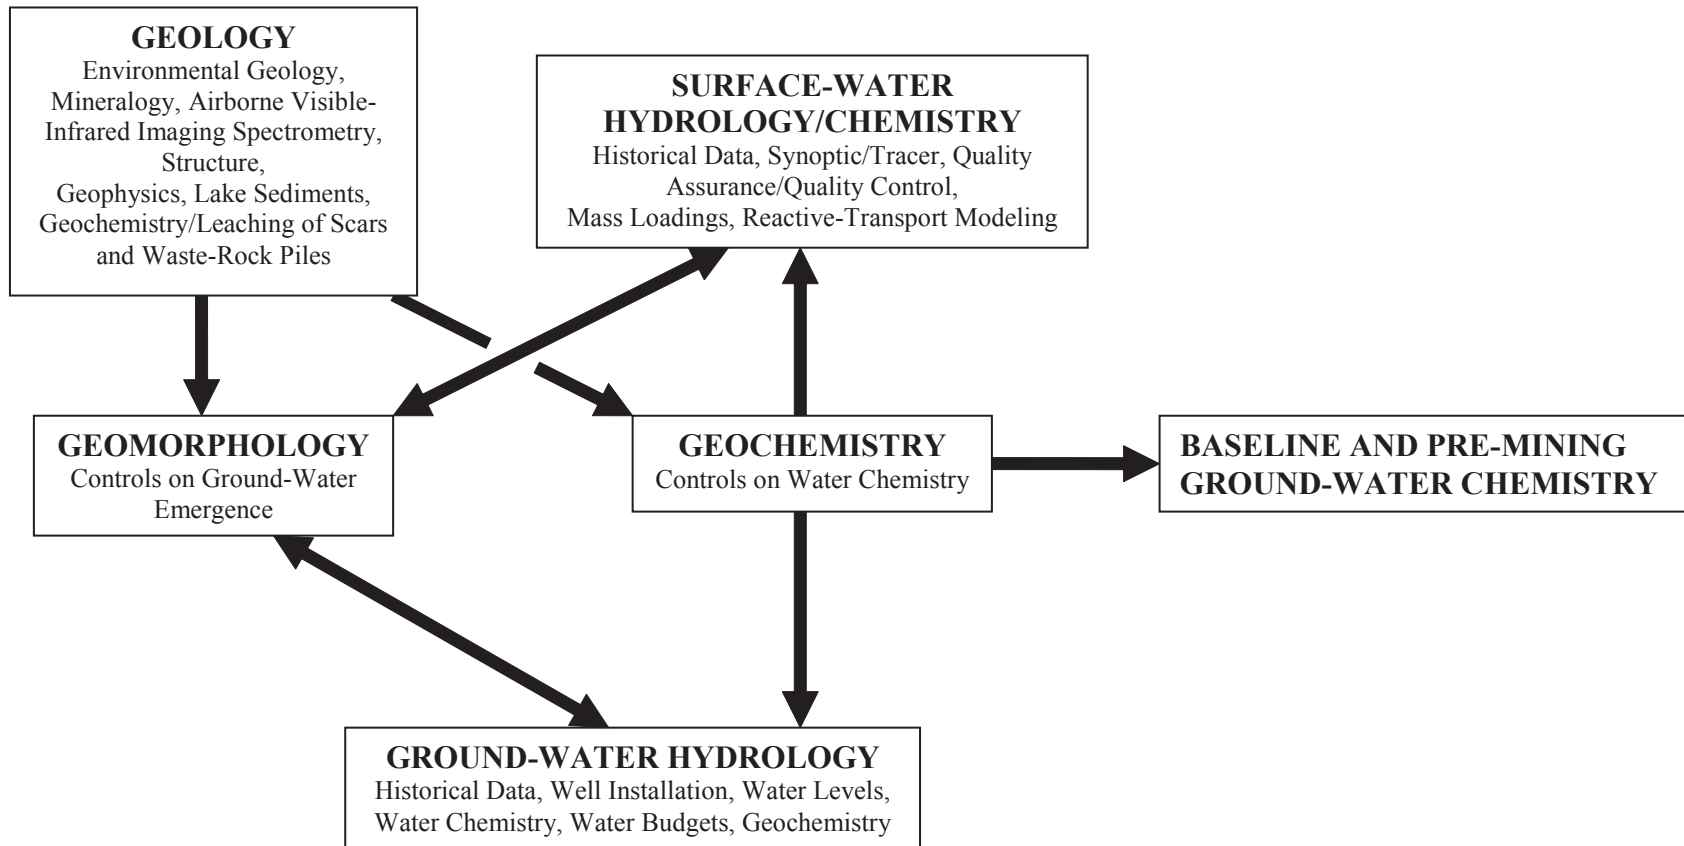 GEOLOGY
Environmental Geology,
Mineralogy, Airborne Visible-
Infrared Imaging Spectrometry,
Structure,
Geophysics, Lake Sediments,
Geochemistry/Leaching of Scars
and Waste-Rock Piles
SURFACE-WATER
HYDROLOGY/CHEMISTRY
Historical Data, Synoptic/Tracer, Quality
Assurance/Quality Control,
Mass Loadings, Reactive-Transport Modeling
GEOMORPHOLOGY
Controls on Ground-Water
Emergence
GEOCHEMISTRY
Controls on Water Chemistry
BASELINE AND PRE-MINING
GROUND-WATER CHEMISTRY
GROUND-WATER HYDROLOGY
Historical Data, Well Installation, Water Levels,
Water Chemistry, Water Budgets, Geochemistry